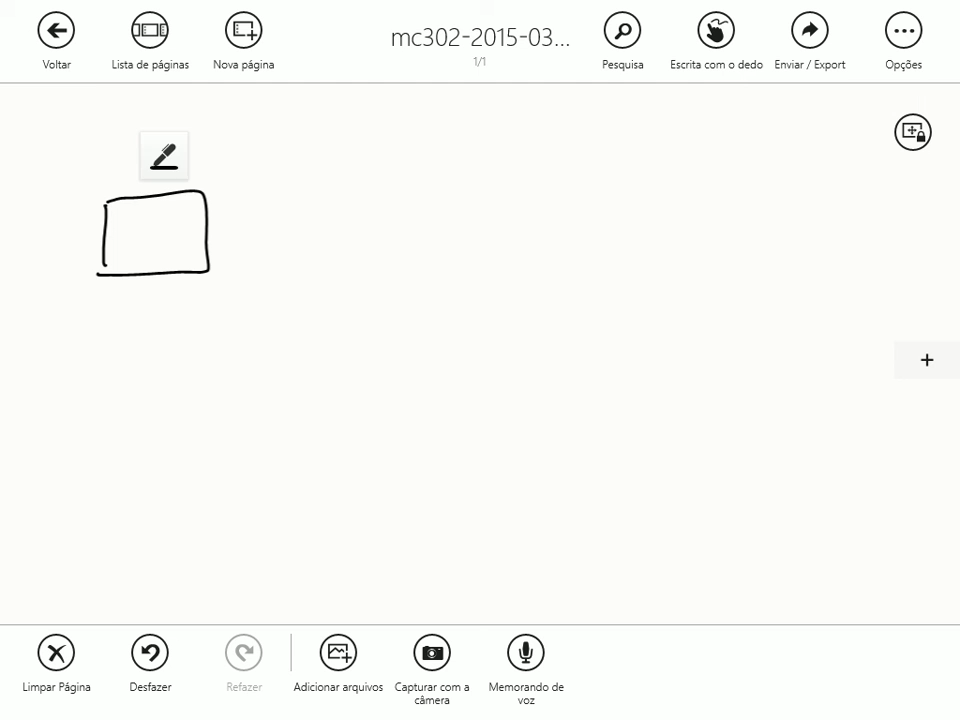 Voltar
Lista de páginas
Nova página
mc302-2015-03...
1/1
Pesquisa
Escrita com o dedo
Enviar / Export
Opções
+
Limpar Página
Desfazer
Refazer
Adicionar arquivos
Capturar com a
câmera
Memorando de
voz